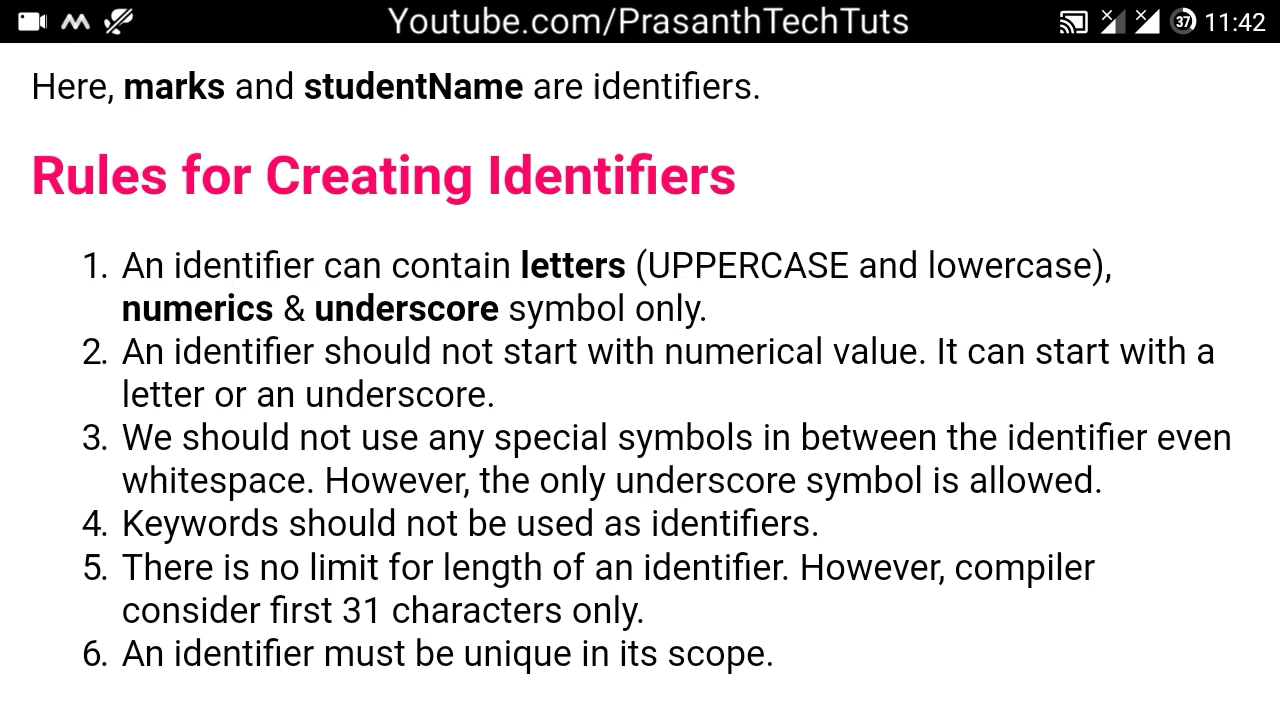 Youtube.com/PrasanthTechTuts
37 11:42
Here, marks and studentName are identifiers.
Rules for Creating Identifiers
1. An identifier can contain letters (UPPERCASE and lowercase),
numerics & underscore symbol only.
2. An identifier should not start with numerical value. It can start with a
letter or an underscore.
3. We should not use any special symbols in between the identifier even
whitespace. However, the only underscore symbol is allowed.
4. Keywords should not be used as identifiers.
5. There is no limit for length of an identifier. However, compiler
consider first 31 characters only.
6. An identifier must be unique in its scope.